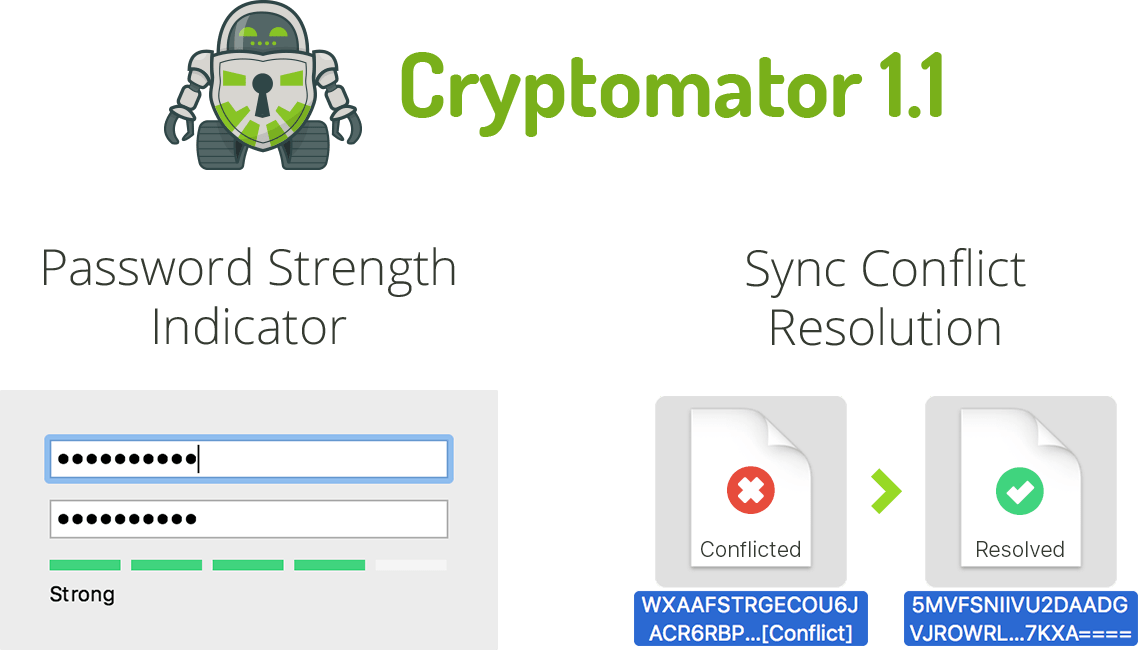 Cryptomator 1.1
Password Strength
Indicator
●●●●●●●●●●
●●●●●●●●●●
Strong
Sync Conflict
Resolution
Conflicted
WXAAFSTRGECOU6J
ACR6RBP...[Conflict]
Resolved
5MVFSNIIVU2DAADG
VJROWRL...7KXA====